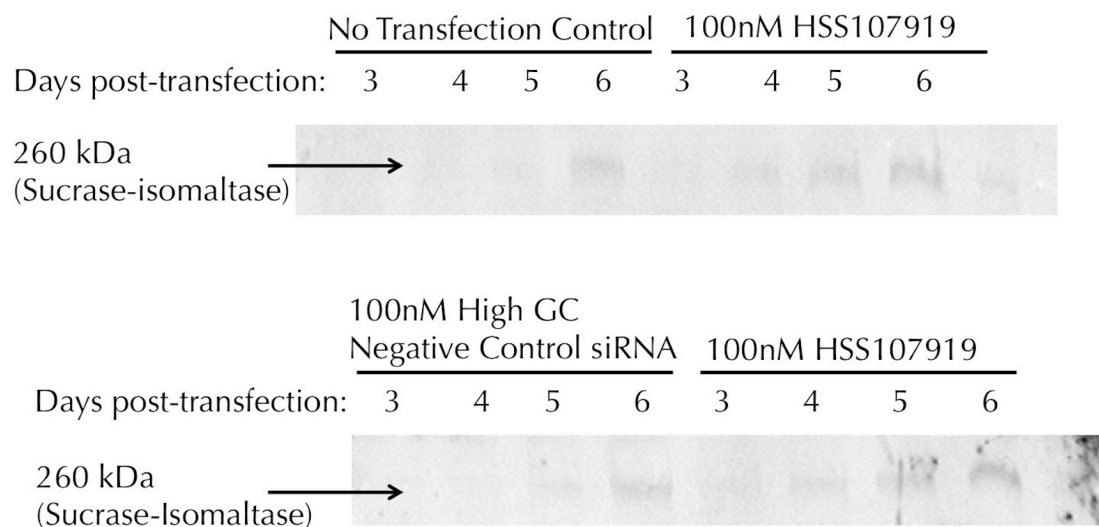 No Transfection Control 100nM HSS107919
Days post-transfection: 3 4 5 6 3 4 5 6
260 kDa
(Sucrase-isomaltase)
100nM High GC
Negative Control siRNA 100nM HSS107919
Days post-transfection: 3 4 5 6 3 4 5 6
260 kDa
(Sucrase-Isomaltase)